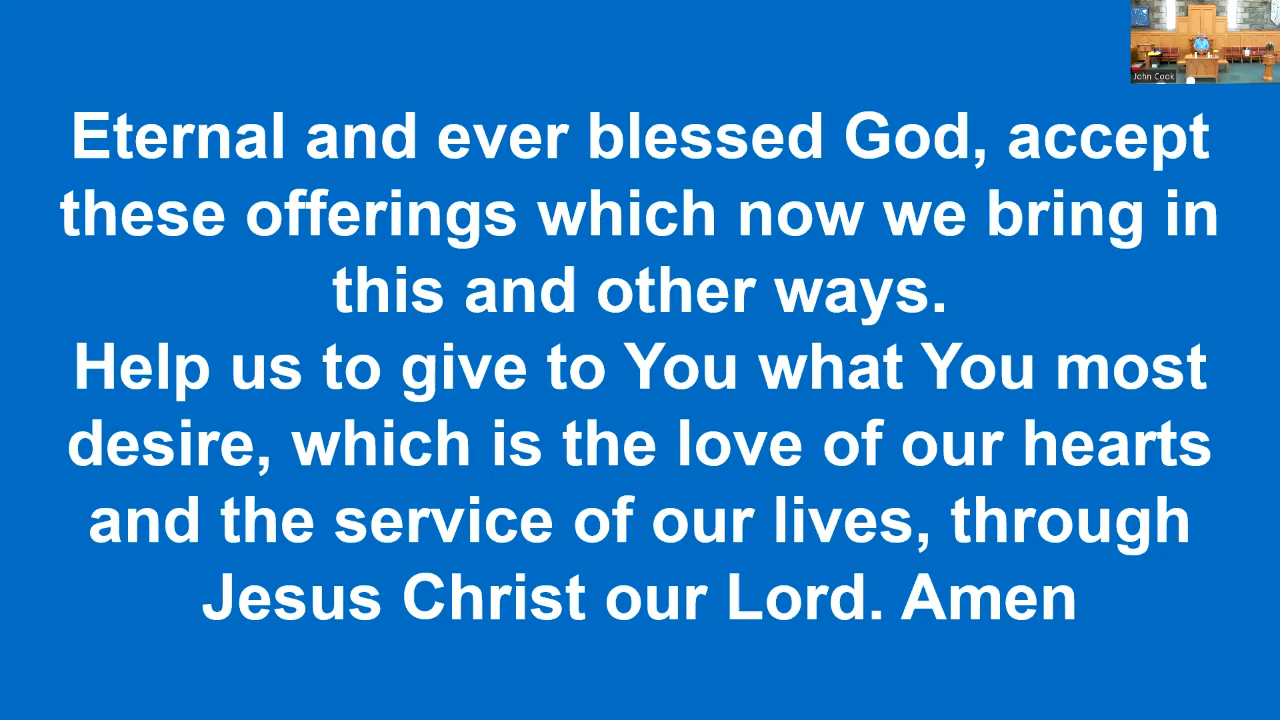 John Cook
Eternal and ever blessed God, accept
these offerings which now we bring in
this and other ways.
Help us to give to You what You most
desire, which is the love of our hearts
and the service of our lives, through
Jesus Christ our Lord. Amen